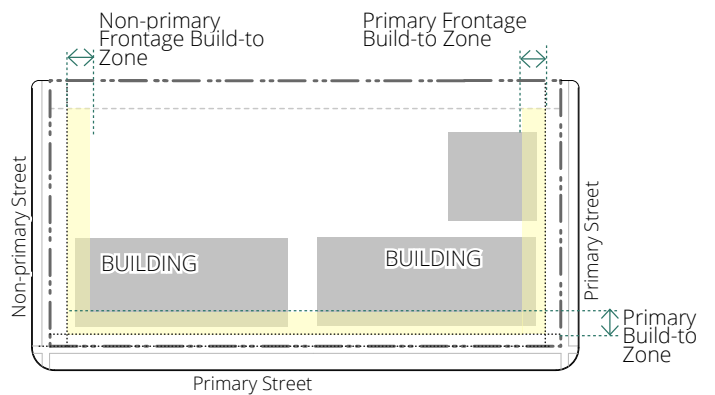 Non-primary
Frontage Build-to
Zone
Primary Frontage
Build-to Zone
Non-primary Street
BUILDING
BUILDING
Primary Street
Primary
Build-to
Zone
Primary Street